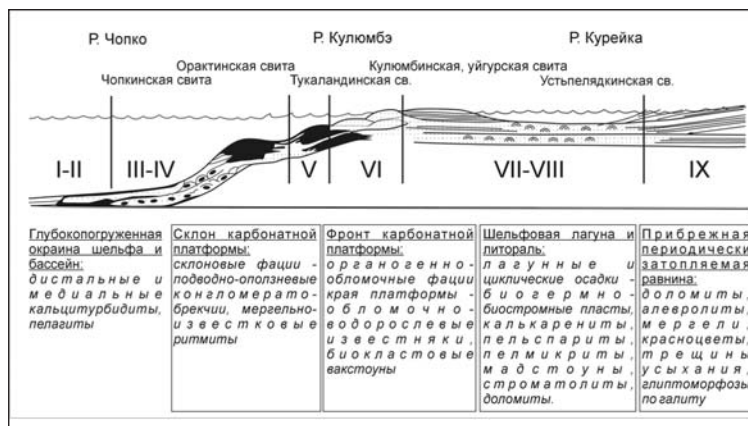 Р. Чопко
Р. Кулюмбэ
Р. Курейка
Орактинская свита
Кулюмбинская, уйгурская свита
Чопкинская свита
Тукаландинская св.
Устьпелядкинская св.
I-II
III-IV
V
VI
VII-VIII
IX
Глубокопогруженная
окраина шельфа и
бассейн:
дистальные и
медиальные
кальцитурбидиты,
пелагиты
Склон карбонатной
платформы:
склоновые фации -
подводно-оползневые
конгломерато-
брекчии, мергельно-
известковые
ритмиты
Фронт карбонатной
платформы:
органогенно-
обломочные фации
края платформы -
обломочно-
водорослевые
известняки,
биокластовые
вакстоуны
Шельфовая лагуна и
литораль:
лагунные и
циклические осадки -
биогермно-
биостромные пласты,
калькарениты,
пельспариты,
пелмикриты,
мадстоуны,
строматолиты,
доломиты.
Прибрежная
периодически
затопляемая
равнина:
доломиты,
алевролиты,
мергели,
красноцветы,
трещины
усыхания,
глиптоморфозы
по галиту